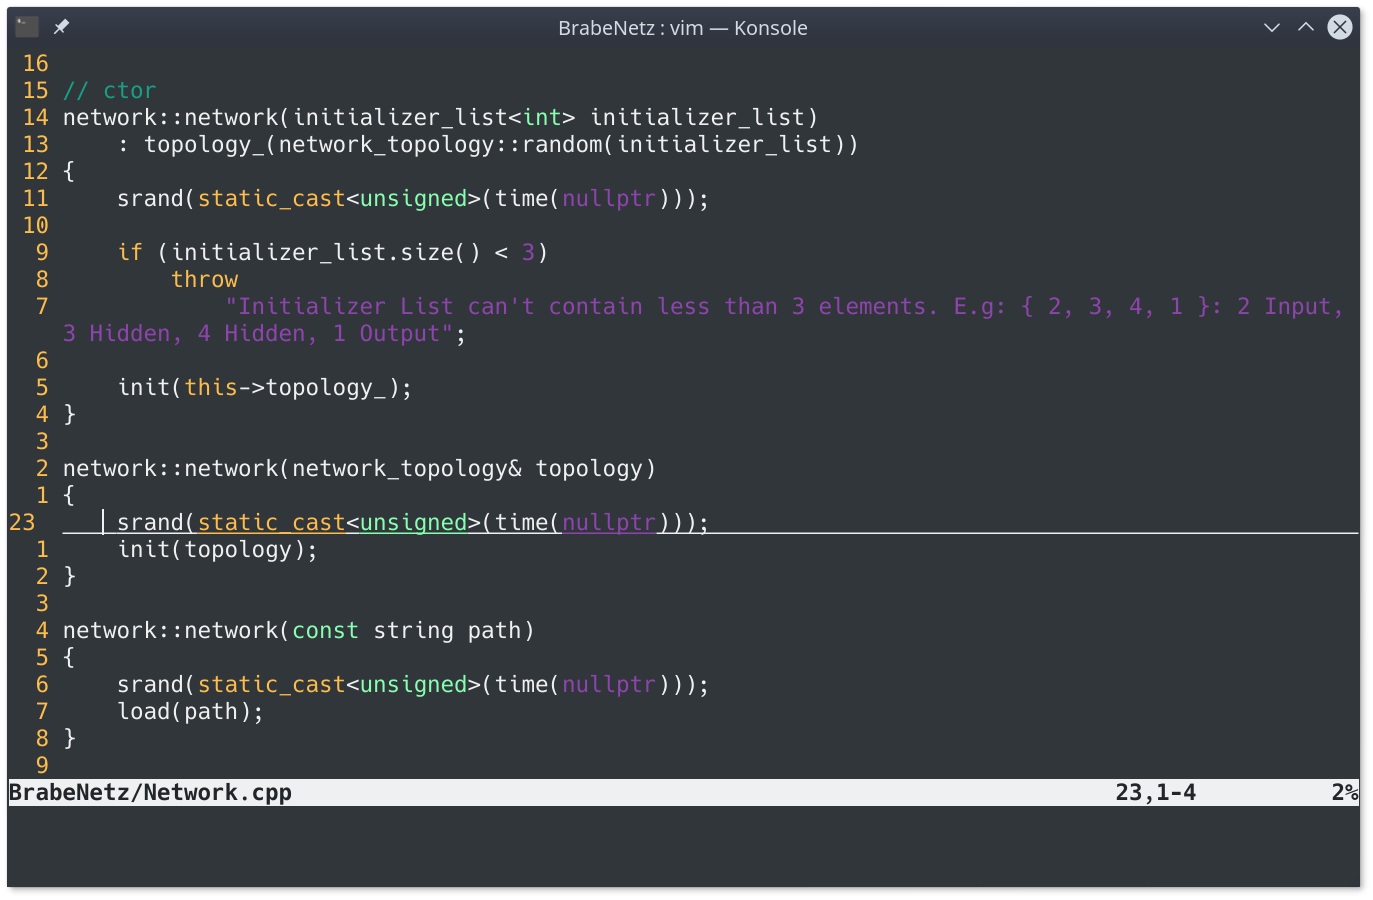 BrabeNetz : vim — Konsole
16
15 // ctor
14 network::network(initializer_list<int> initializer_list)
13     : topology_(network_topology::random(initializer_list))
12 {
11     srand(static_cast<unsigned>(time(nullptr)));
10
9     if (initializer_list.size() < 3)
8         throw
7             "Initializer List can't contain less than 3 elements. E.g: { 2, 3, 4, 1 }: 2 Input,
3 Hidden, 4 Hidden, 1 Output";
6
5     init(this->topology_);
4 }
3
2 network::network(network_topology& topology)
1 {
23     srand(static_cast<unsigned>(time(nullptr)));
1     init(topology);
2 }
3
4 network::network(const string path)
5 {
6     srand(static_cast<unsigned>(time(nullptr)));
7     load(path);
8 }
9
BrabeNetz/Network.cpp 23,1-4 2%